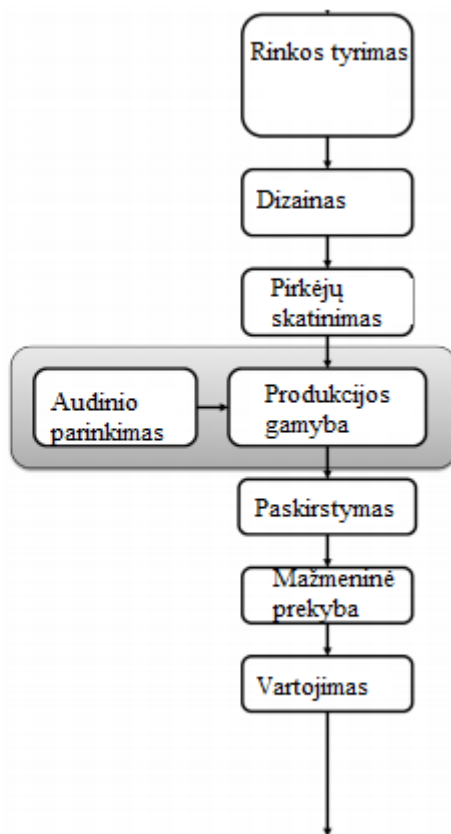 Rinkos tyrimas
Dizainas
Pirkėjų
skatinimas
Audinio
parinkimas
Produkcijos
gamyba
Paskirstymas
Mažmeninė
prekyba
Vartojimas